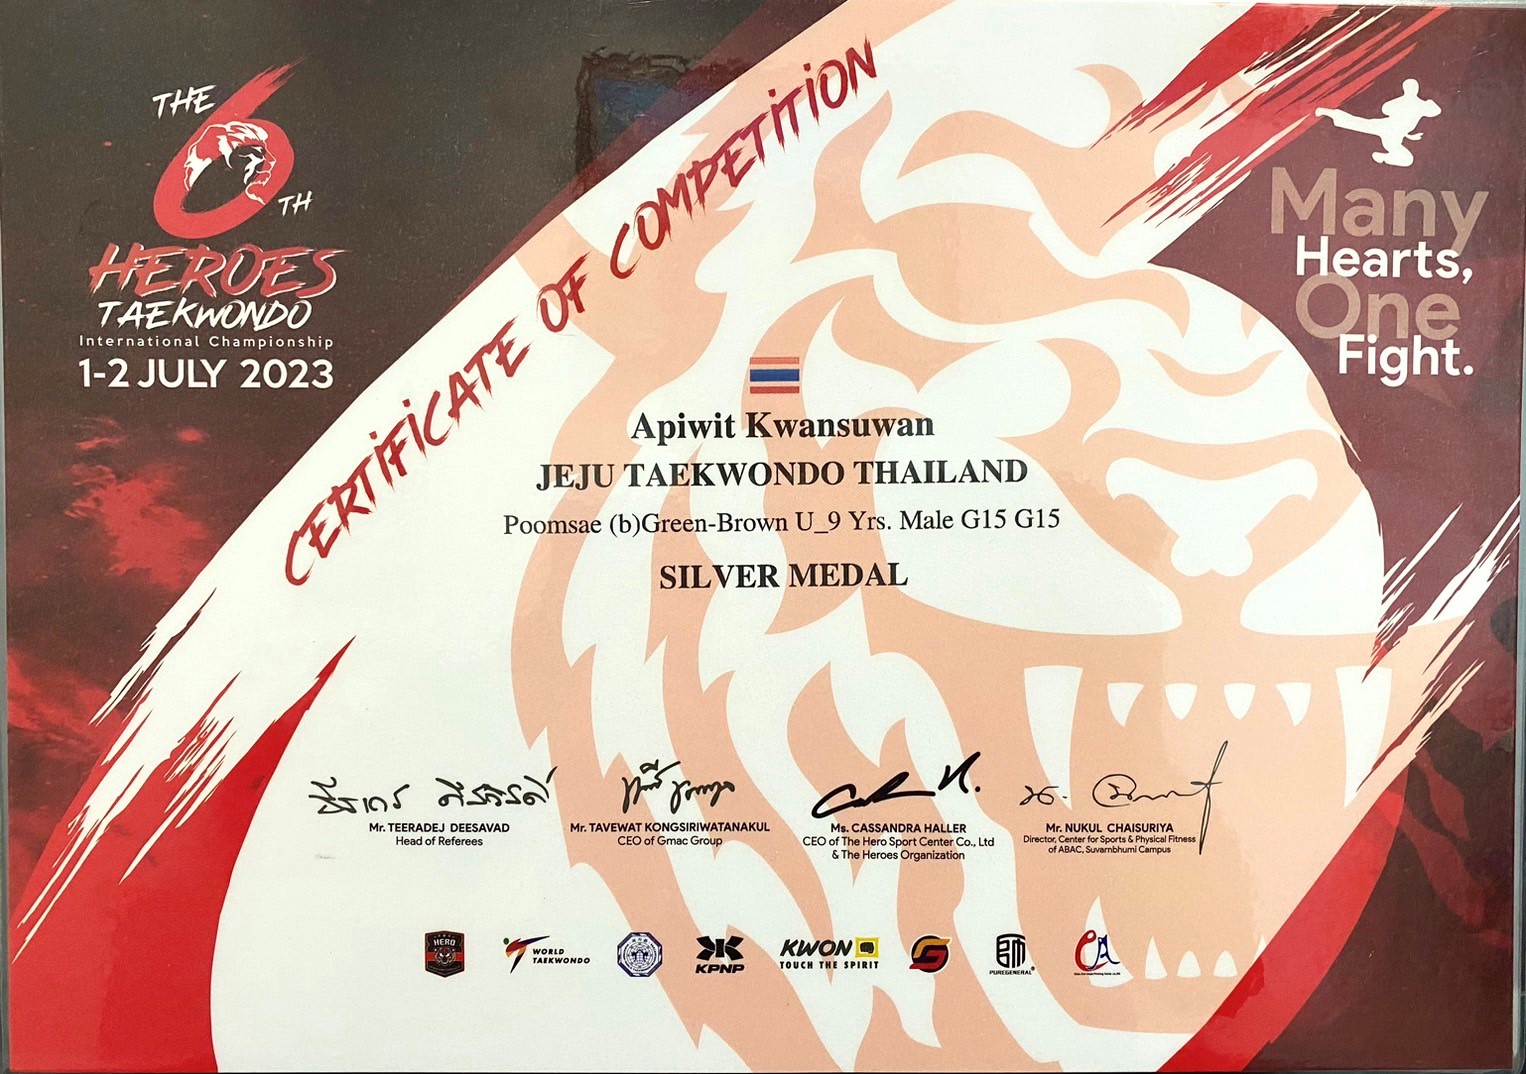 THE
6
TH
HEROES
TAEKWONDO
International Championship
1-2 JULY 2023
CERTIFICATE OF COMPETITION
Many
Hearts,
One
Fight.
Apiwit Kwansuwan
JEJU TAEKWONDO THAILAND
Poomsae (b)Green-Brown U_9 Yrs. Male G15 G15
SILVER MEDAL
Mr. TEERADEJ DEESAVAD
Head of Referees
Mr. TAVEWAT KONGSIRIWATANAKUL
CEO of Gmac Group
Ms. CASSANDRA HALLER
CEO of The Hero Sport Center Co., Ltd
& The Heroes Organization
Mr. NUKUL CHAISURIYA
Director, Center for Sports & Physical Fitness
of ABAC, Suvarnbhumi Campus
HERO
WORLD
TAEKWONDO
KPNP
KWON
TOUCH THE SPIRIT
PUREGENERAL